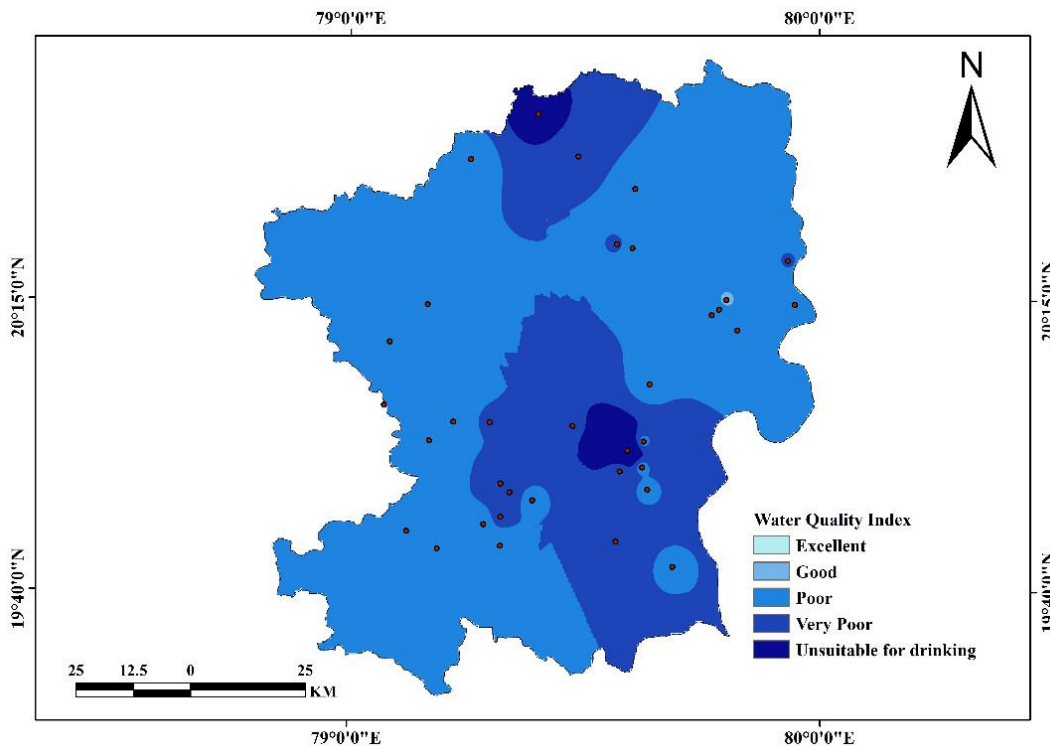 79°0'0"E
80°0'0"E
N
20°15'0"N
20°15'0"N
19°40'0"N
19°40'0"N
Water Quality Index
Excellent
Good
Poor
Very Poor
Unsuitable for drinking
25 12.5 0 25
KM
79°0'0"E
80°0'0"E